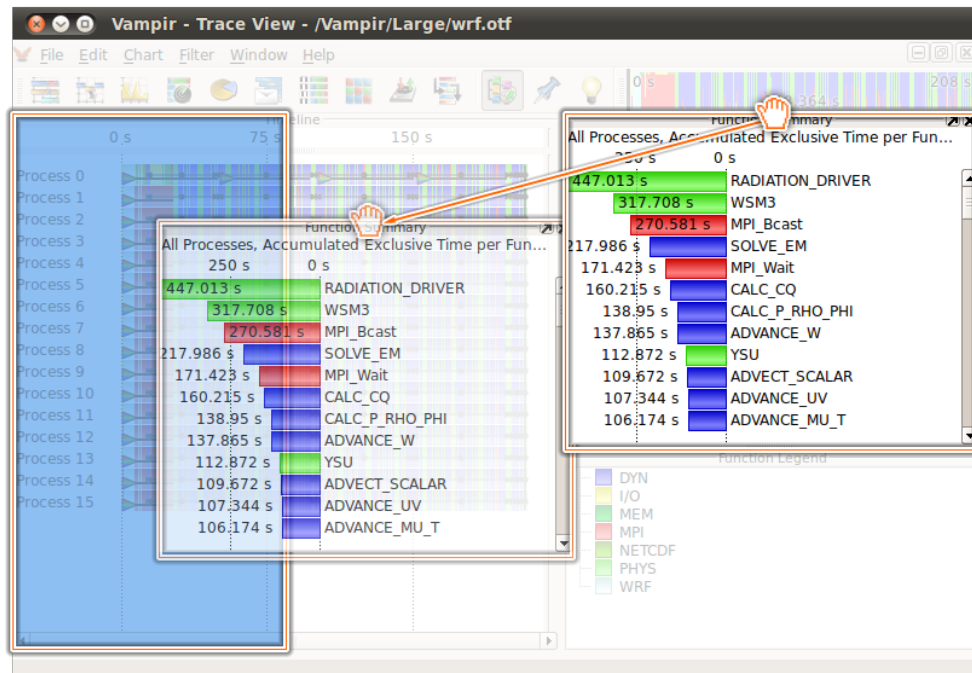 Vampir - Trace View - /Vampir/Large/wrf.otf
File Edit Chart Filter Window Help
0 s 208 s
364 s
Timeline
0 s 75 s 150 s
Process 0
Process 1
Process 2
Process 3
Process 4
Process 5
Process 6
Process 7
Process 8
Process 9
Process 10
Process 11
Process 12
Process 13
Process 14
Process 15
Function Summary
All Processes, Accumulated Exclusive Time per Fun...
250 s 0 s
447.013 s RADIATION_DRIVER
317.708 s WSM3
270.581 s MPI_Bcast
217.986 s SOLVE_EM
171.423 s MPI_Wait
160.215 s CALC_CQ
138.95 s CALC_P_RHO_PHI
137.865 s ADVANCE_W
112.872 s YSU
109.672 s ADVECT_SCALAR
107.344 s ADVANCE_UV
106.174 s ADVANCE_MU_T
Function Summary
All Processes, Accumulated Exclusive Time per Fun...
250 s 0 s
447.013 s RADIATION_DRIVER
317.708 s WSM3
270.581 s MPI_Bcast
217.986 s SOLVE_EM
171.423 s MPI_Wait
160.215 s CALC_CQ
138.95 s CALC_P_RHO_PHI
137.865 s ADVANCE_W
112.872 s YSU
109.672 s ADVECT_SCALAR
107.344 s ADVANCE_UV
106.174 s ADVANCE_MU_T
Function Legend
DYN
I/O
MEM
MPI
NETCDF
PHYS
WRF